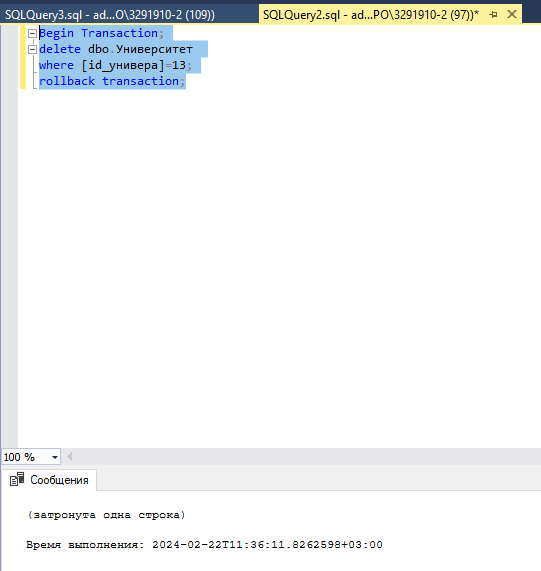 SQLQuery3.sql - ad...O\3291910-2 (109))
SQLQuery2.sql - ad...PO\3291910-2 (97))*
Begin Transaction;
delete dbo.Университет
where [id_универа]=13;
rollback transaction;
100 %
Сообщения
(затронута одна строка)
Время выполнения: 2024-02-22T11:36:11.8262598+03:00